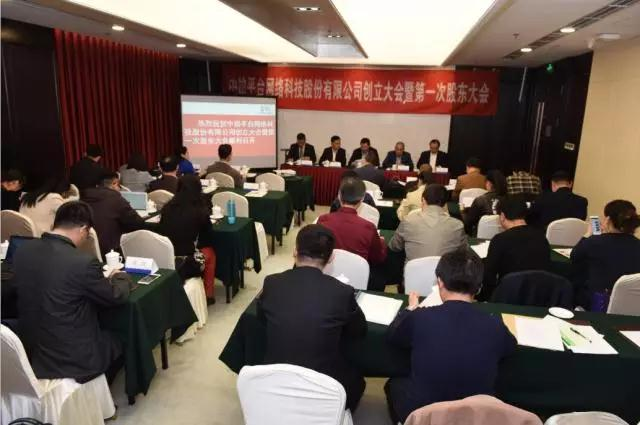 中协平台网络科技股份有限公司创立大会暨第一次股东大会
热烈祝贺中协平台网络科
技股份有限公司创立大会暨第
一次股东大会顺利召开